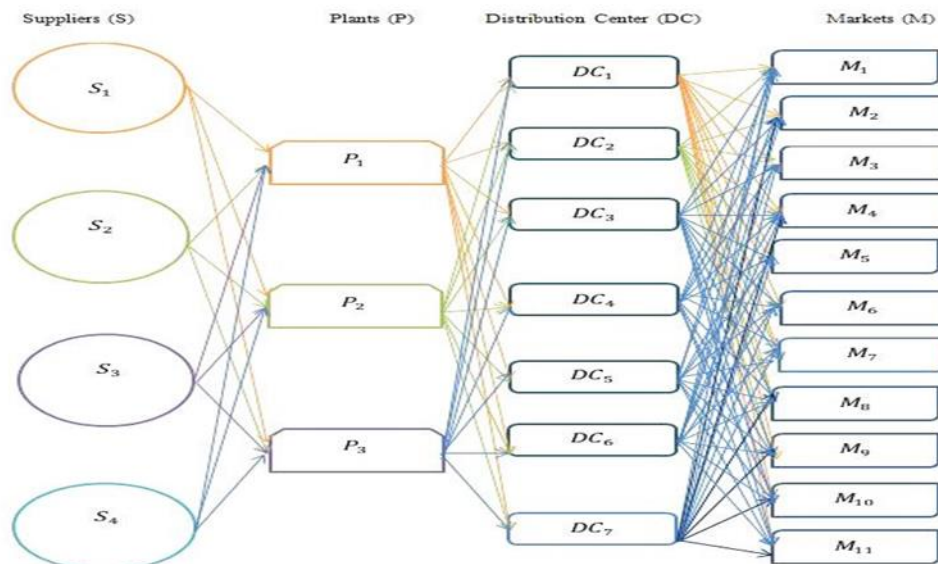 Suppliers (S) Plants (P) Distribution Center (DC) Markets (M)
S₁
S₂
S₃
S₄
P₁
P₂
P₃
DC₁
DC₂
DC₃
DC₄
DC₅
DC₆
DC₇
M₁
M₂
M₃
M₄
M₅
M₆
M₇
M₈
M₉
M₁₀
M₁₁